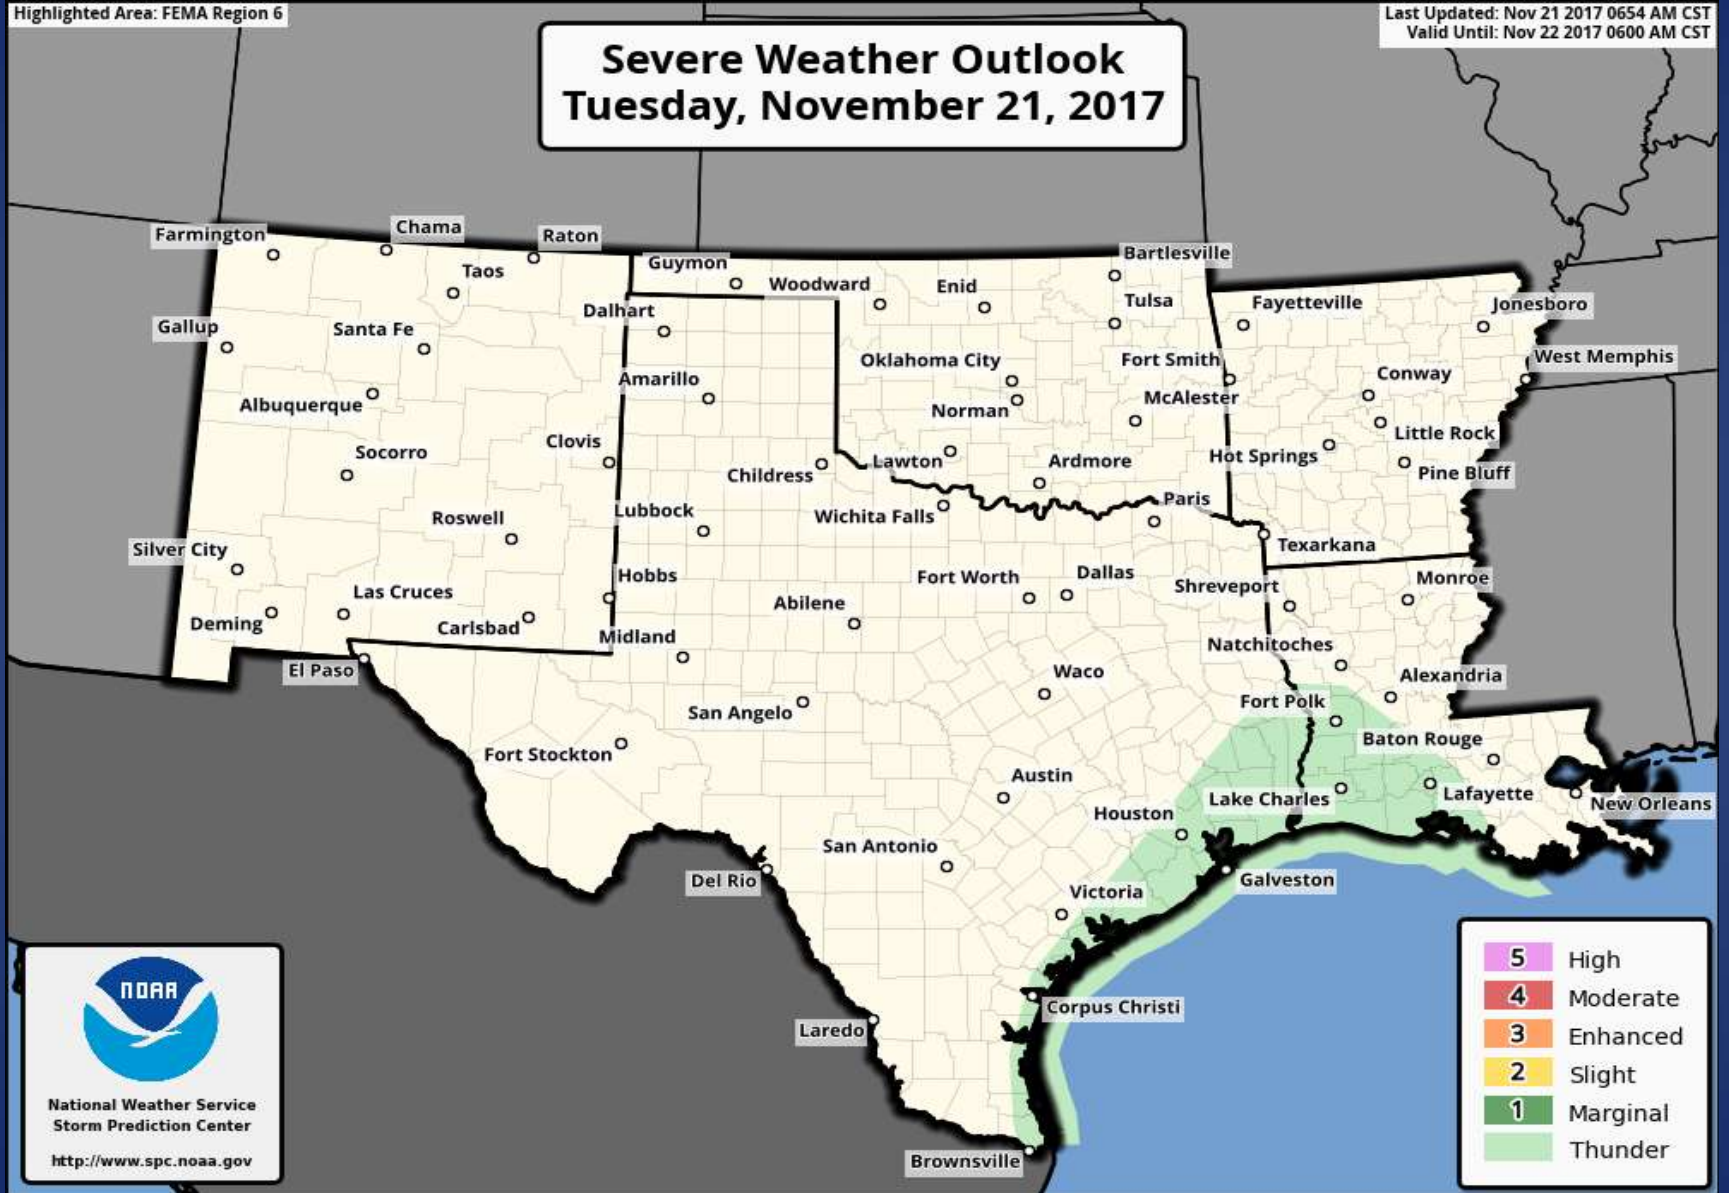 Highlighted Area: FEMA Region 6
Last Updated: Nov 21 2017 0654 AM CST
Valid Until: Nov 22 2017 0600 AM CST
Severe Weather Outlook
Tuesday, November 21, 2017
Farmington
Chama
Raton
Taos
Guymon
Woodward
Enid
Bartlesville
Tulsa
Fayetteville
Jonesboro
Gallup
Santa Fe
Dalhart
Oklahoma City
Fort Smith
West Memphis
Conway
Albuquerque
Amarillo
Norman
McAlester
Little Rock
Socorro
Clovis
Childress
Lawton
Ardmore
Hot Springs
Pine Bluff
Roswell
Lubbock
Wichita Falls
Paris
Texarkana
Silver City
Las Cruces
Hobbs
Fort Worth
Dallas
Shreveport
Monroe
Deming
Carlsbad
Midland
Abilene
Natchitoches
El Paso
San Angelo
Waco
Alexandria
Fort Polk
Fort Stockton
Baton Rouge
Austin
Houston
Lake Charles
Lafayette
New Orleans
San Antonio
Del Rio
Victoria
Galveston
Corpus Christi
Laredo
Brownsville
NOAA
National Weather Service
Storm Prediction Center
http://www.spc.noaa.gov
5 High
4 Moderate
3 Enhanced
2 Slight
1 Marginal
Thunder